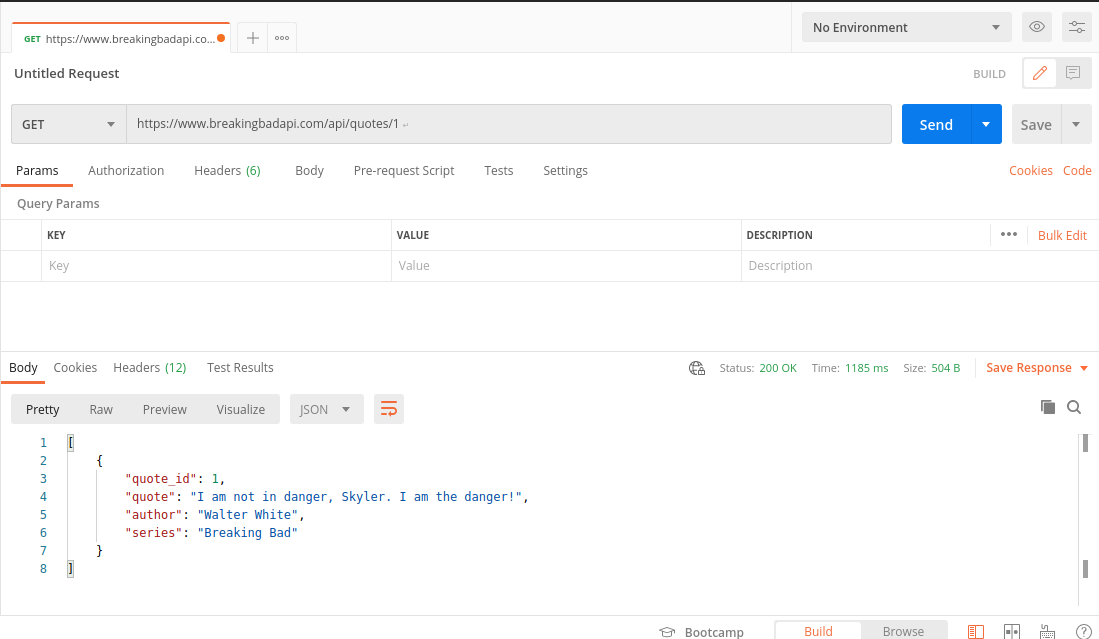 GET https://www.breakingbadapi.co...
No Environment
Untitled Request
BUILD
GET https://www.breakingbadapi.com/api/quotes/1
Send
Save
Params Authorization Headers (6) Body Pre-request Script Tests Settings Cookies Code
Query Params
KEY VALUE DESCRIPTION Bulk Edit
Key Value Description
Body Cookies Headers (12) Test Results Status: 200 OK Time: 1185 ms Size: 504 B Save Response
Pretty Raw Preview Visualize JSON
1 [
2 {
3 "quote_id": 1,
4 "quote": "I am not in danger, Skyler. I am the danger!",
5 "author": "Walter White",
6 "series": "Breaking Bad"
7 }
8 ]
Bootcamp Build Browse